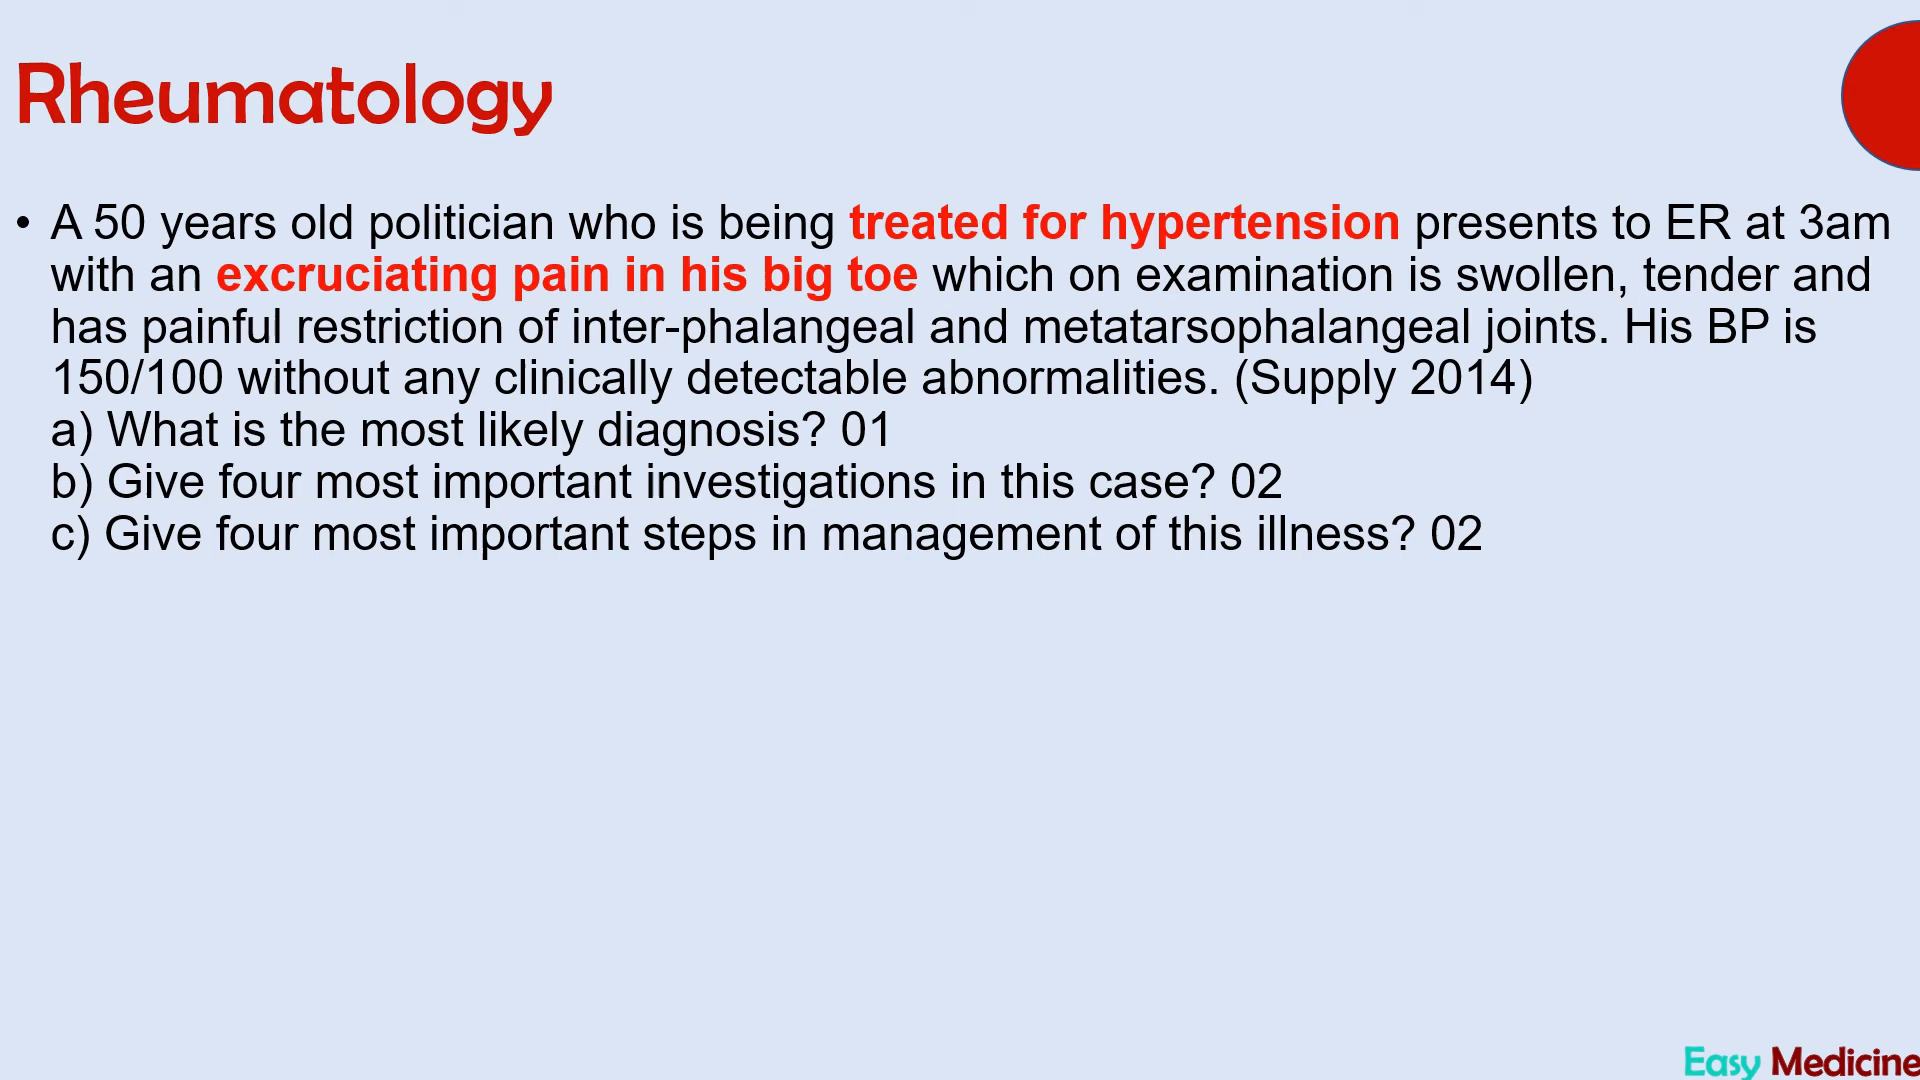 Rheumatology
• A 50 years old politician who is being treated for hypertension presents to ER at 3am
with an excruciating pain in his big toe which on examination is swollen, tender and
has painful restriction of inter-phalangeal and metatarsophalangeal joints. His BP is
150/100 without any clinically detectable abnormalities. (Supply 2014)
a) What is the most likely diagnosis? 01
b) Give four most important investigations in this case? 02
c) Give four most important steps in management of this illness? 02
Easy Medicine